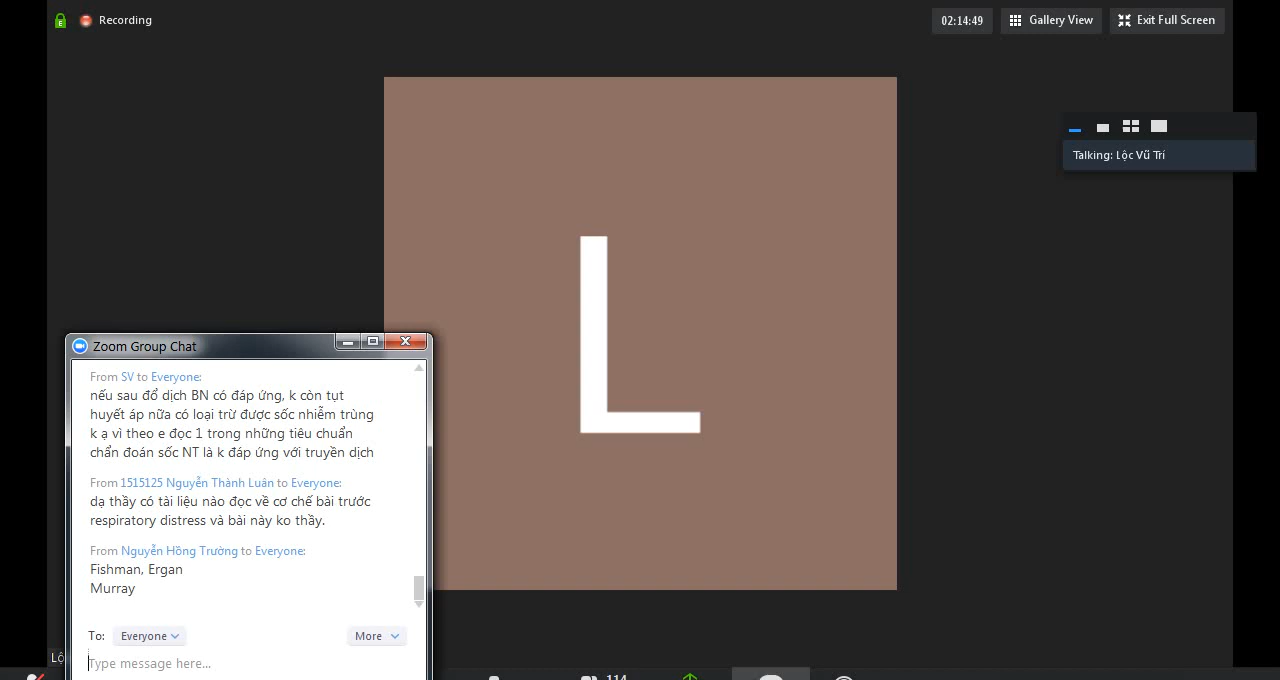 Recording
02:14:49
Gallery View
Exit Full Screen
L
Talking: Lộc Vũ Trí
Zoom Group Chat
From SV to Everyone:
nếu sau đổ dịch BN có đáp ứng, k còn tụt
huyết áp nữa có loại trừ được sốc nhiễm trùng
k ạ vì theo e đọc 1 trong những tiêu chuẩn
chẩn đoán sốc NT là k đáp ứng với truyền dịch
From 1515125 Nguyễn Thành Luân to Everyone:
dạ thầy có tài liệu nào đọc về cơ chế bài trước
respiratory distress và bài này ko thầy.
From Nguyễn Hồng Trường to Everyone:
Fishman, Ergan
Murray
To: Everyone
More
Lộ
Type message here...
114